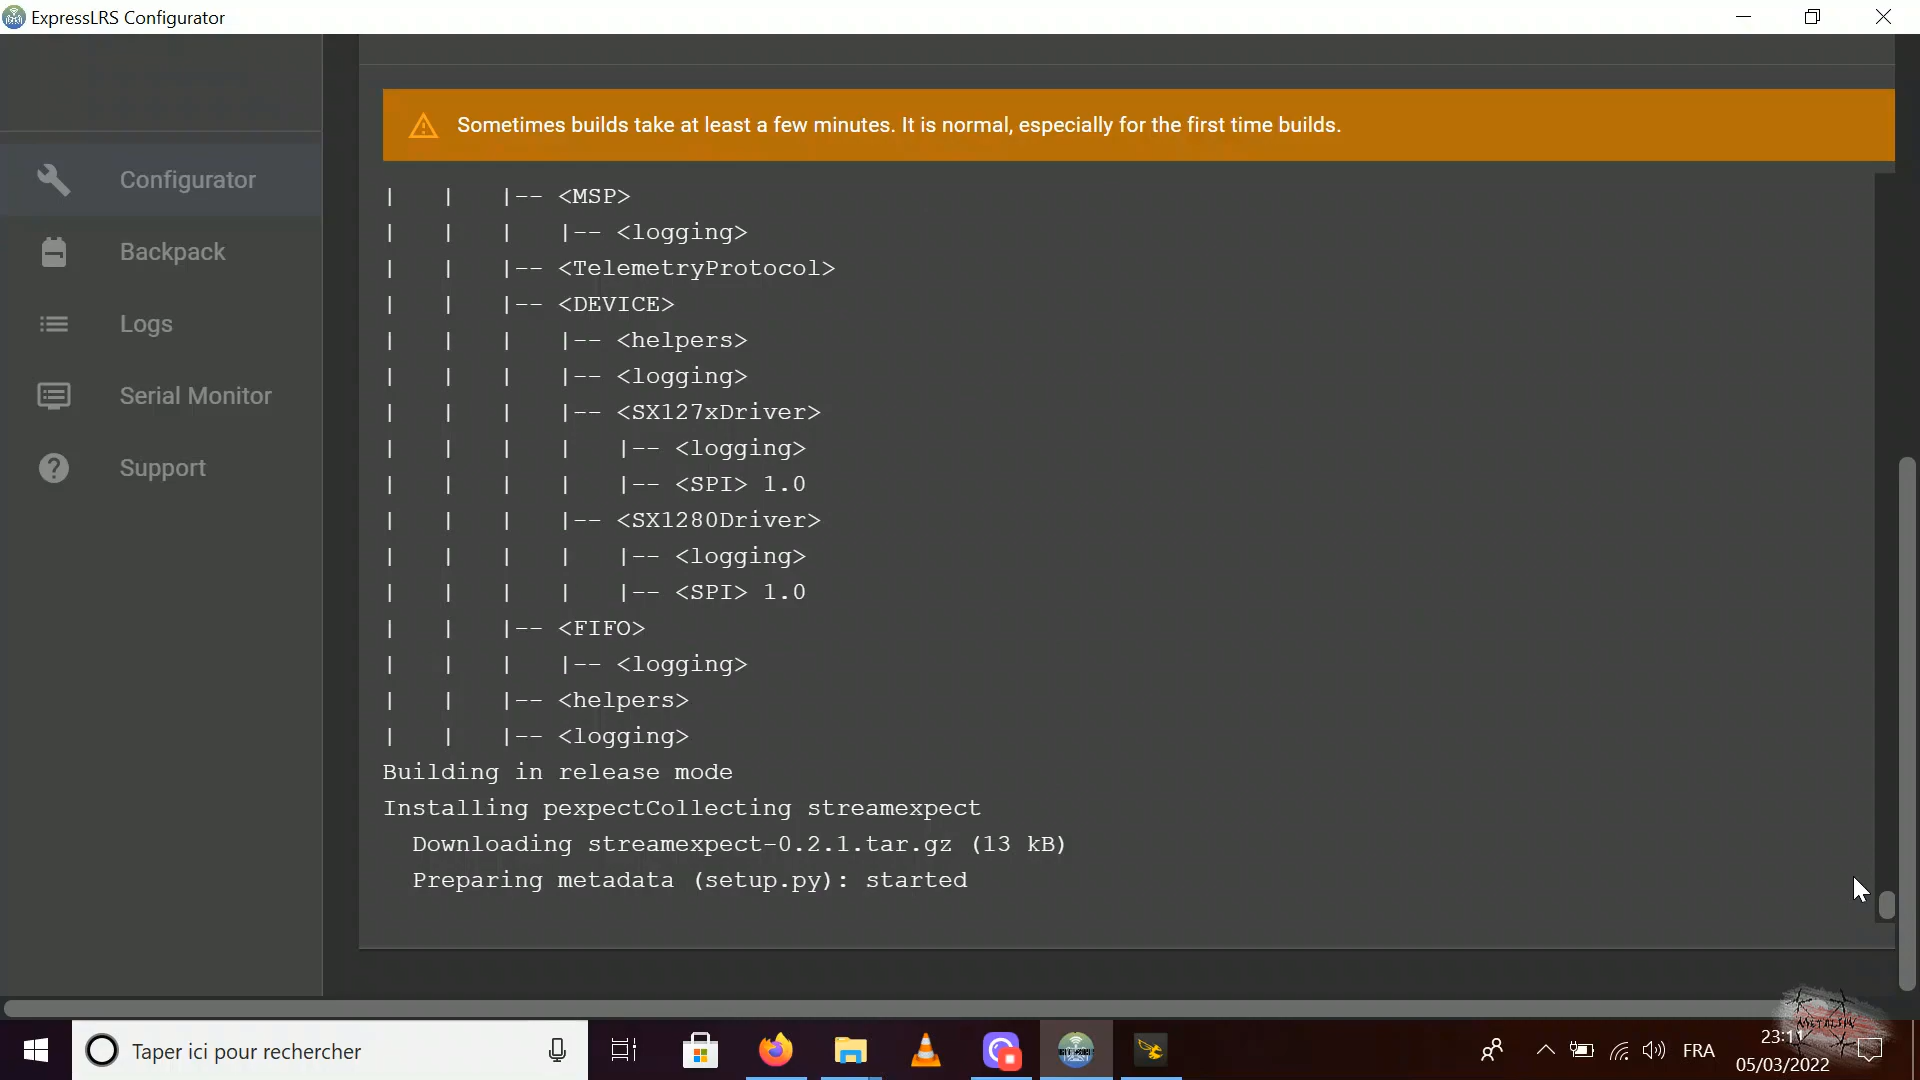 ExpressLRS Configurator
Sometimes builds take at least a few minutes. It is normal, especially for the first time builds.
Configurator
Backpack
Logs
Serial Monitor
Support
|   |   |-- <MSP>
|   |   |   |-- <logging>
|   |   |-- <TelemetryProtocol>
|   |   |-- <DEVICE>
|   |   |   |-- <helpers>
|   |   |   |-- <logging>
|   |   |   |-- <SX127xDriver>
|   |   |   |   |-- <logging>
|   |   |   |   |-- <SPI> 1.0
|   |   |   |-- <SX1280Driver>
|   |   |   |   |-- <logging>
|   |   |   |   |-- <SPI> 1.0
|   |   |-- <FIFO>
|   |   |   |-- <logging>
|   |   |-- <helpers>
|   |   |-- <logging>
Building in release mode
Installing pexpectCollecting streamexpect
  Downloading streamexpect-0.2.1.tar.gz (13 kB)
  Preparing metadata (setup.py): started
Taper ici pour rechercher
FRA
23:11
05/03/2022